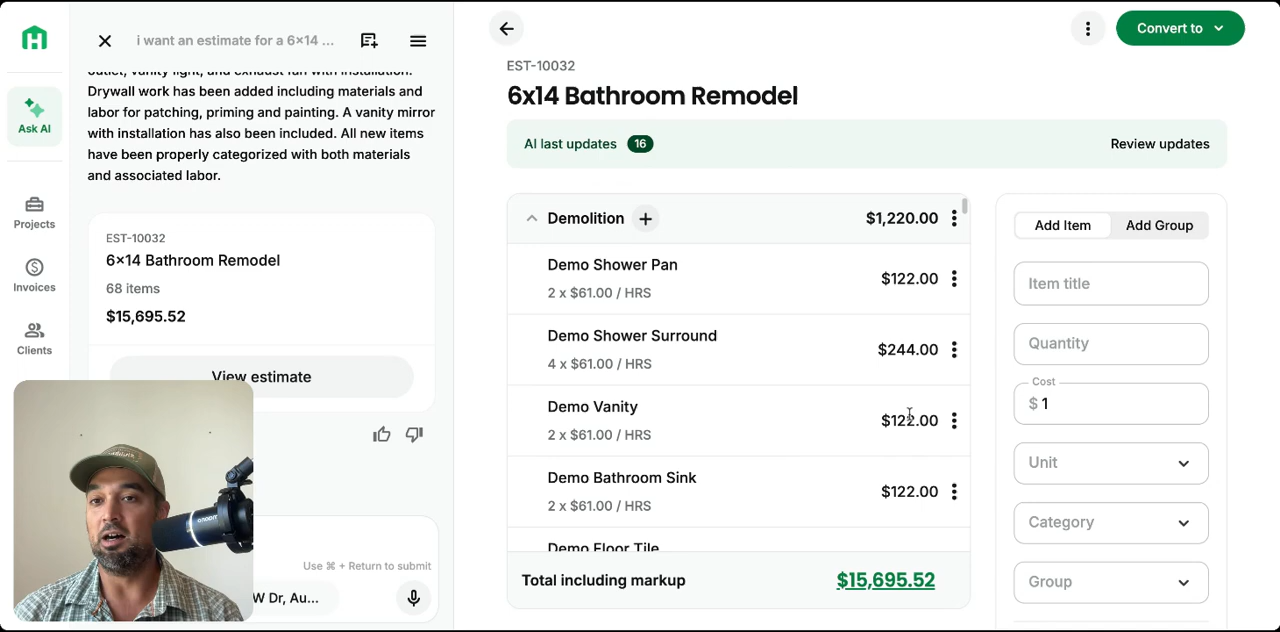 H
Ask AI
Projects
Invoices
Clients
i want an estimate for a 6x14 ...
outlet, vanity light, and exhaust fan with installation.
Drywall work has been added including materials and
labor for patching, priming and painting. A vanity mirror
with installation has also been included. All new items
have been properly categorized with both materials
and associated labor.
EST-10032
6×14 Bathroom Remodel
68 items
$15,695.52
View estimate
Use ⌘ + Return to submit
W Dr, Au...
Convert to
EST-10032
6x14 Bathroom Remodel
AI last updates 16
Review updates
Demolition + $1,220.00
Demo Shower Pan
2 x $61.00 / HRS
$122.00
Demo Shower Surround
4 x $61.00 / HRS
$244.00
Demo Vanity
2 x $61.00 / HRS
$122.00
Demo Bathroom Sink
2 x $61.00 / HRS
$122.00
Demo Floor Tile
Total including markup $15,695.52
Add Item
Add Group
Item title
Quantity
Cost
$ 1
Unit
Category
Group